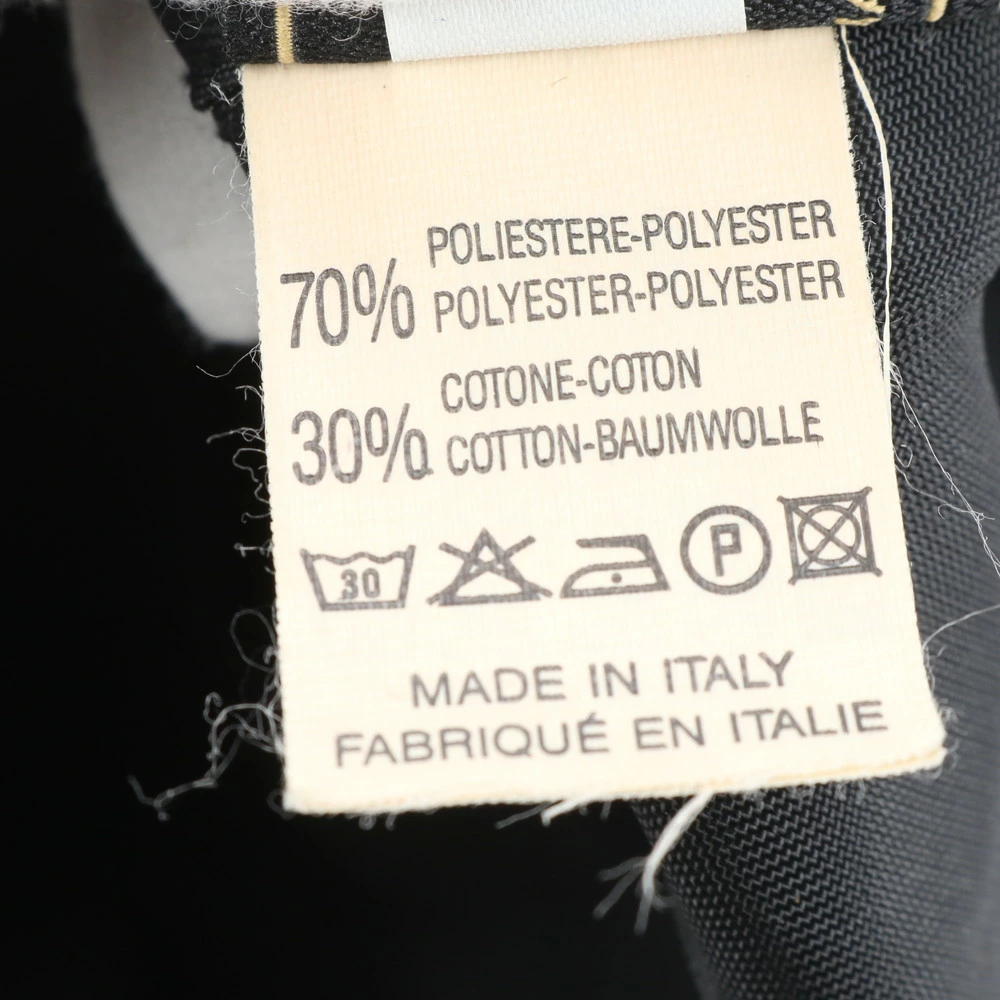 70% POLIESTERE-POLYESTER
POLYESTER-POLYESTER
30% COTONE-COTON
COTTON-BAUMWOLLE
30 P
MADE IN ITALY
FABRIQUÉ EN ITALIE